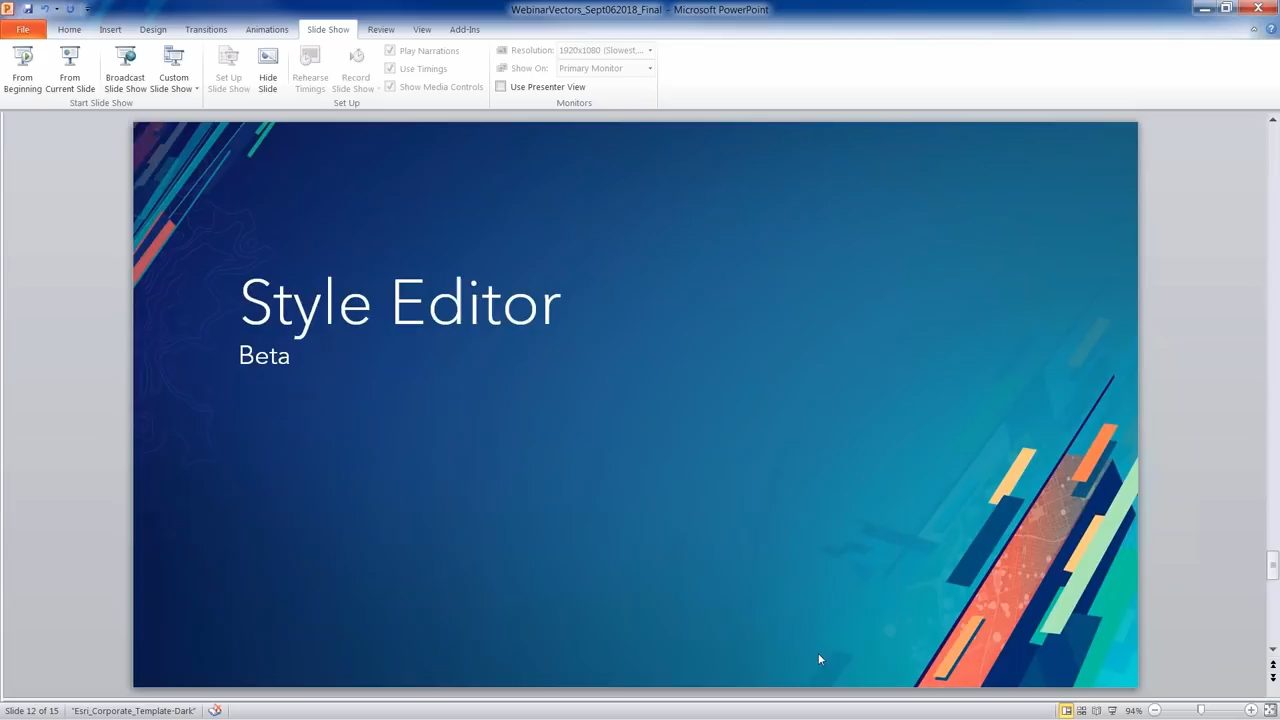 WebinarVectors_Sept062018_Final – Microsoft PowerPoint
File Home Insert Design Transitions Animations Slide Show Review View Add-Ins
From Beginning
From Current Slide
Broadcast Slide Show
Custom Slide Show
Set Up Slide Show
Hide Slide
Rehearse Timings
Record Slide Show
Play Narrations
Use Timings
Show Media Controls
Resolution: 1920x1080 (Slowest,...
Show On: Primary Monitor
Use Presenter View
Start Slide Show
Set Up
Monitors
Style Editor
Beta
Slide 12 of 15 "Esri_Corporate_Template-Dark" 94%